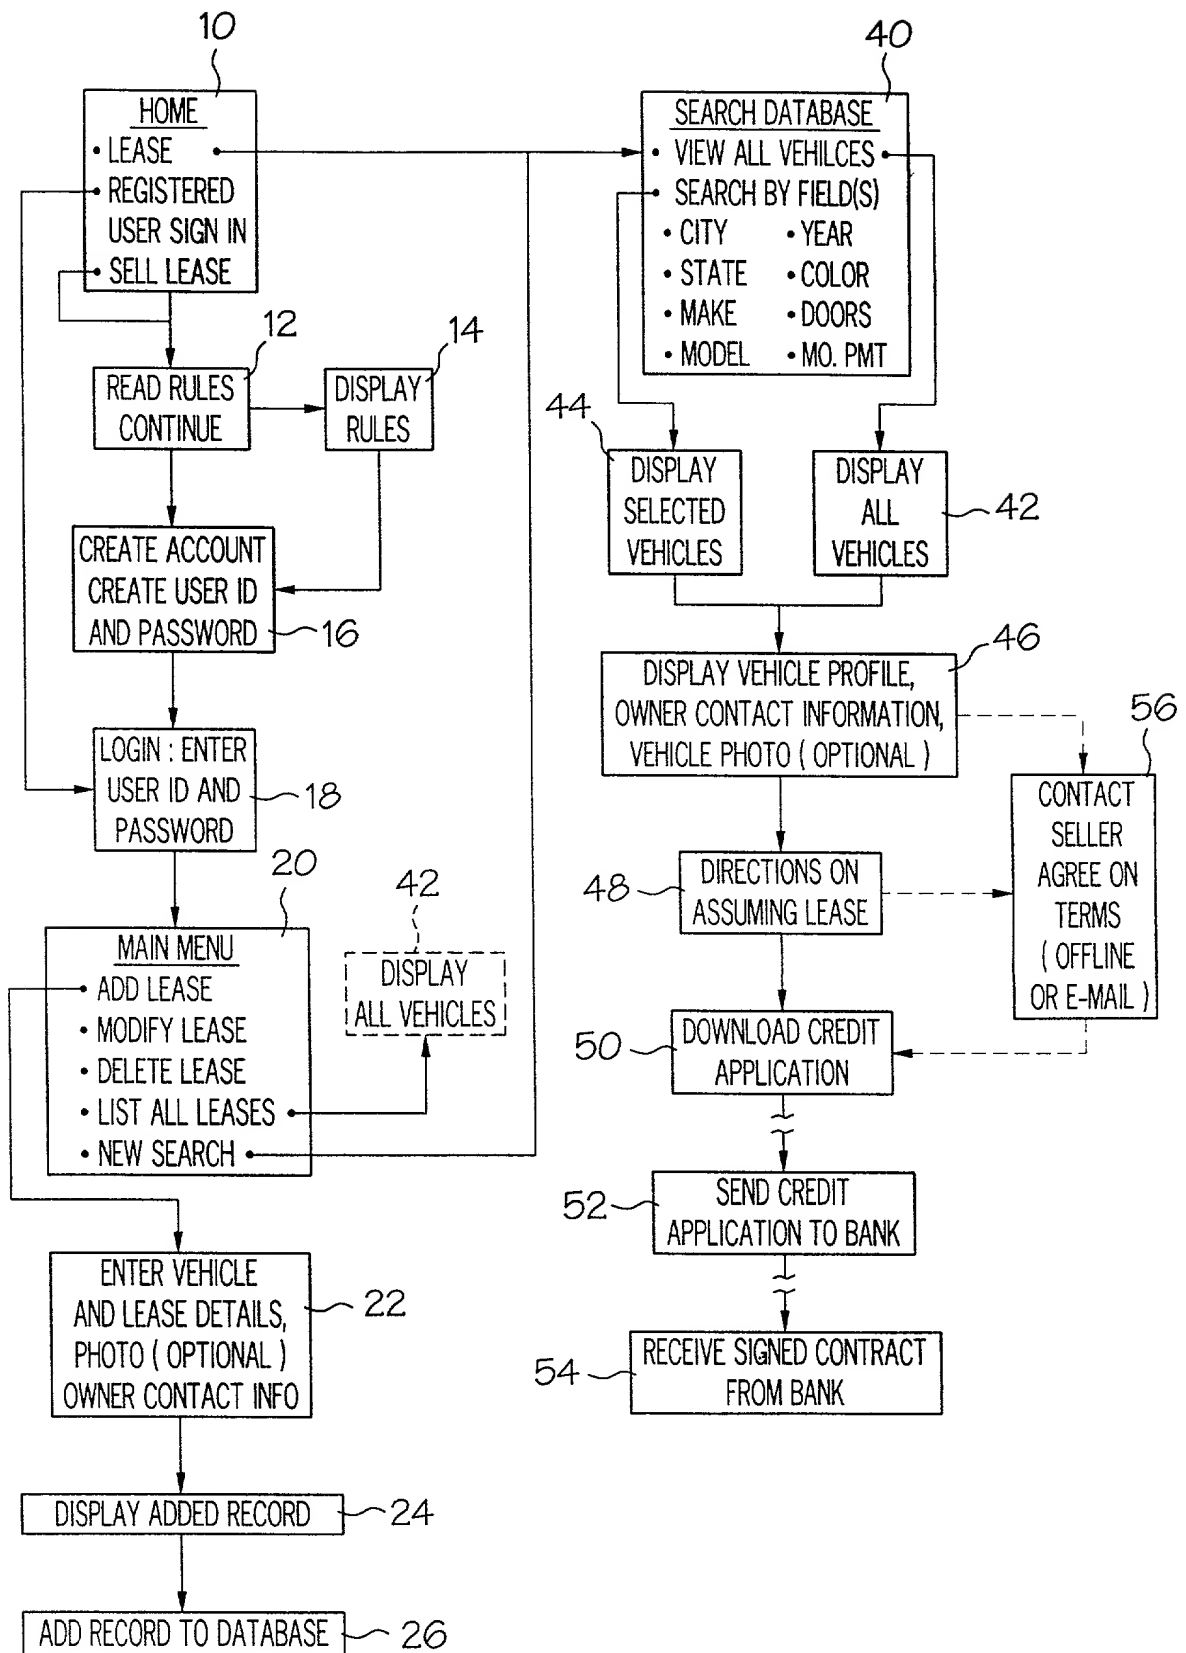 10
HOME
• LEASE
• REGISTERED
USER SIGN IN
• SELL LEASE
12
READ RULES
CONTINUE
14
DISPLAY
RULES
CREATE ACCOUNT
CREATE USER ID
AND PASSWORD
16
LOGIN : ENTER
USER ID AND
PASSWORD
18
20
MAIN MENU
• ADD LEASE
• MODIFY LEASE
• DELETE LEASE
• LIST ALL LEASES
• NEW SEARCH
42
DISPLAY
ALL VEHICLES
ENTER VEHICLE
AND LEASE DETAILS,
PHOTO ( OPTIONAL )
OWNER CONTACT INFO
22
DISPLAY ADDED RECORD
24
ADD RECORD TO DATABASE
26
40
SEARCH DATABASE
• VIEW ALL VEHILCES
• SEARCH BY FIELD(S)
• CITY • YEAR
• STATE • COLOR
• MAKE • DOORS
• MODEL • MO. PMT
44
DISPLAY
SELECTED
VEHICLES
DISPLAY
ALL
VEHICLES
42
46
DISPLAY VEHICLE PROFILE,
OWNER CONTACT INFORMATION,
VEHICLE PHOTO ( OPTIONAL )
56
CONTACT
SELLER
AGREE ON
TERMS
( OFFLINE
OR E-MAIL )
48
DIRECTIONS ON
ASSUMING LEASE
50
DOWNLOAD CREDIT
APPLICATION
52
SEND CREDIT
APPLICATION TO BANK
54
RECEIVE SIGNED CONTRACT
FROM BANK